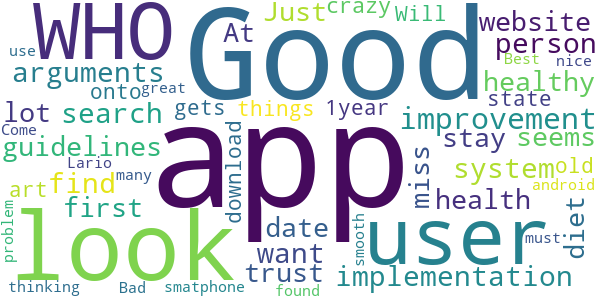 WHO Good Just crazy Will website
At person
use arguments onto great healthy Best nice
lot search gets things 1year state
Come guidelines download improvement
Lario many miss stay seems
art find app system old
first date health android
look user want diet
problem trust smooth must
implementation
thinking Bad smatphone found